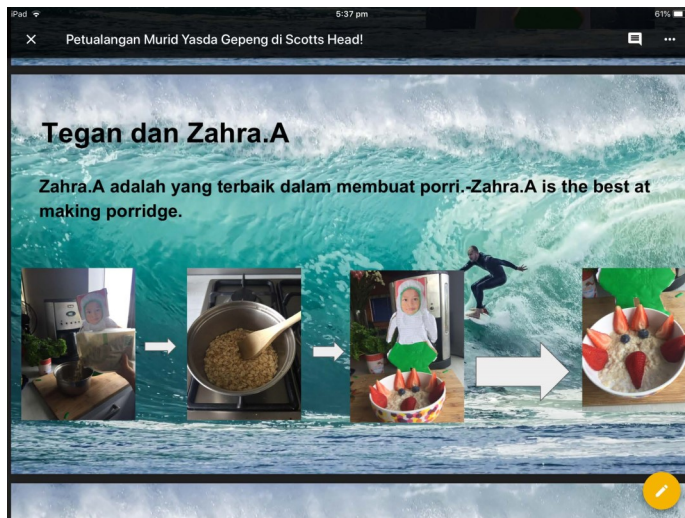 iPad 5:37 pm 61%
Petualangan Murid Yasda Gepeng di Scotts Head!
Tegan dan Zahra.A
Zahra.A adalah yang terbaik dalam membuat porri.-Zahra.A is the best at
making porridge.